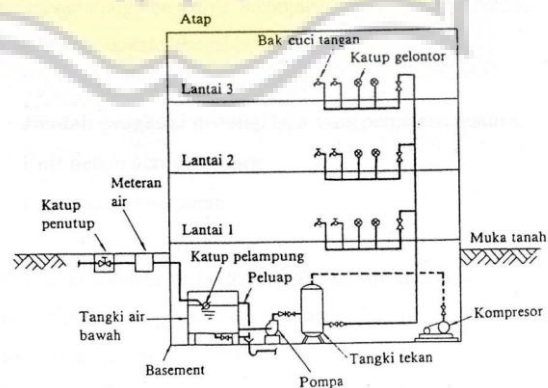 Atap
Bak cuci tangan
Katup gelontor
Lantai 3
Lantai 2
Meteran
air
Katup
penutup
Lantai 1
Katup pelampung
Muka tanah
Peluap
Tangki air
bawah
Kompresor
Basement
Tangki tekan
Pompa